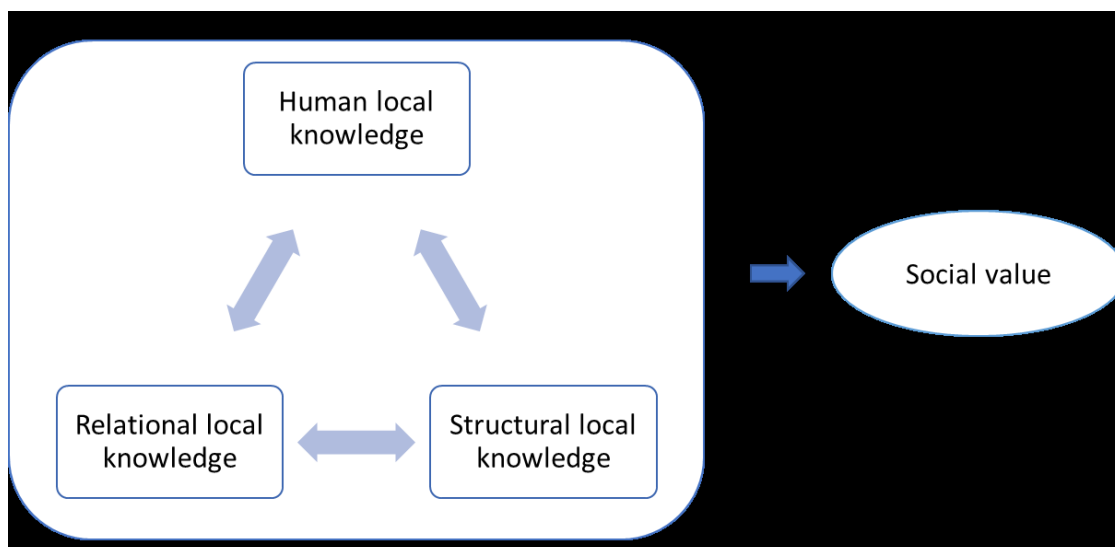 Human local
knowledge
Relational local
knowledge
Structural local
knowledge
Social value